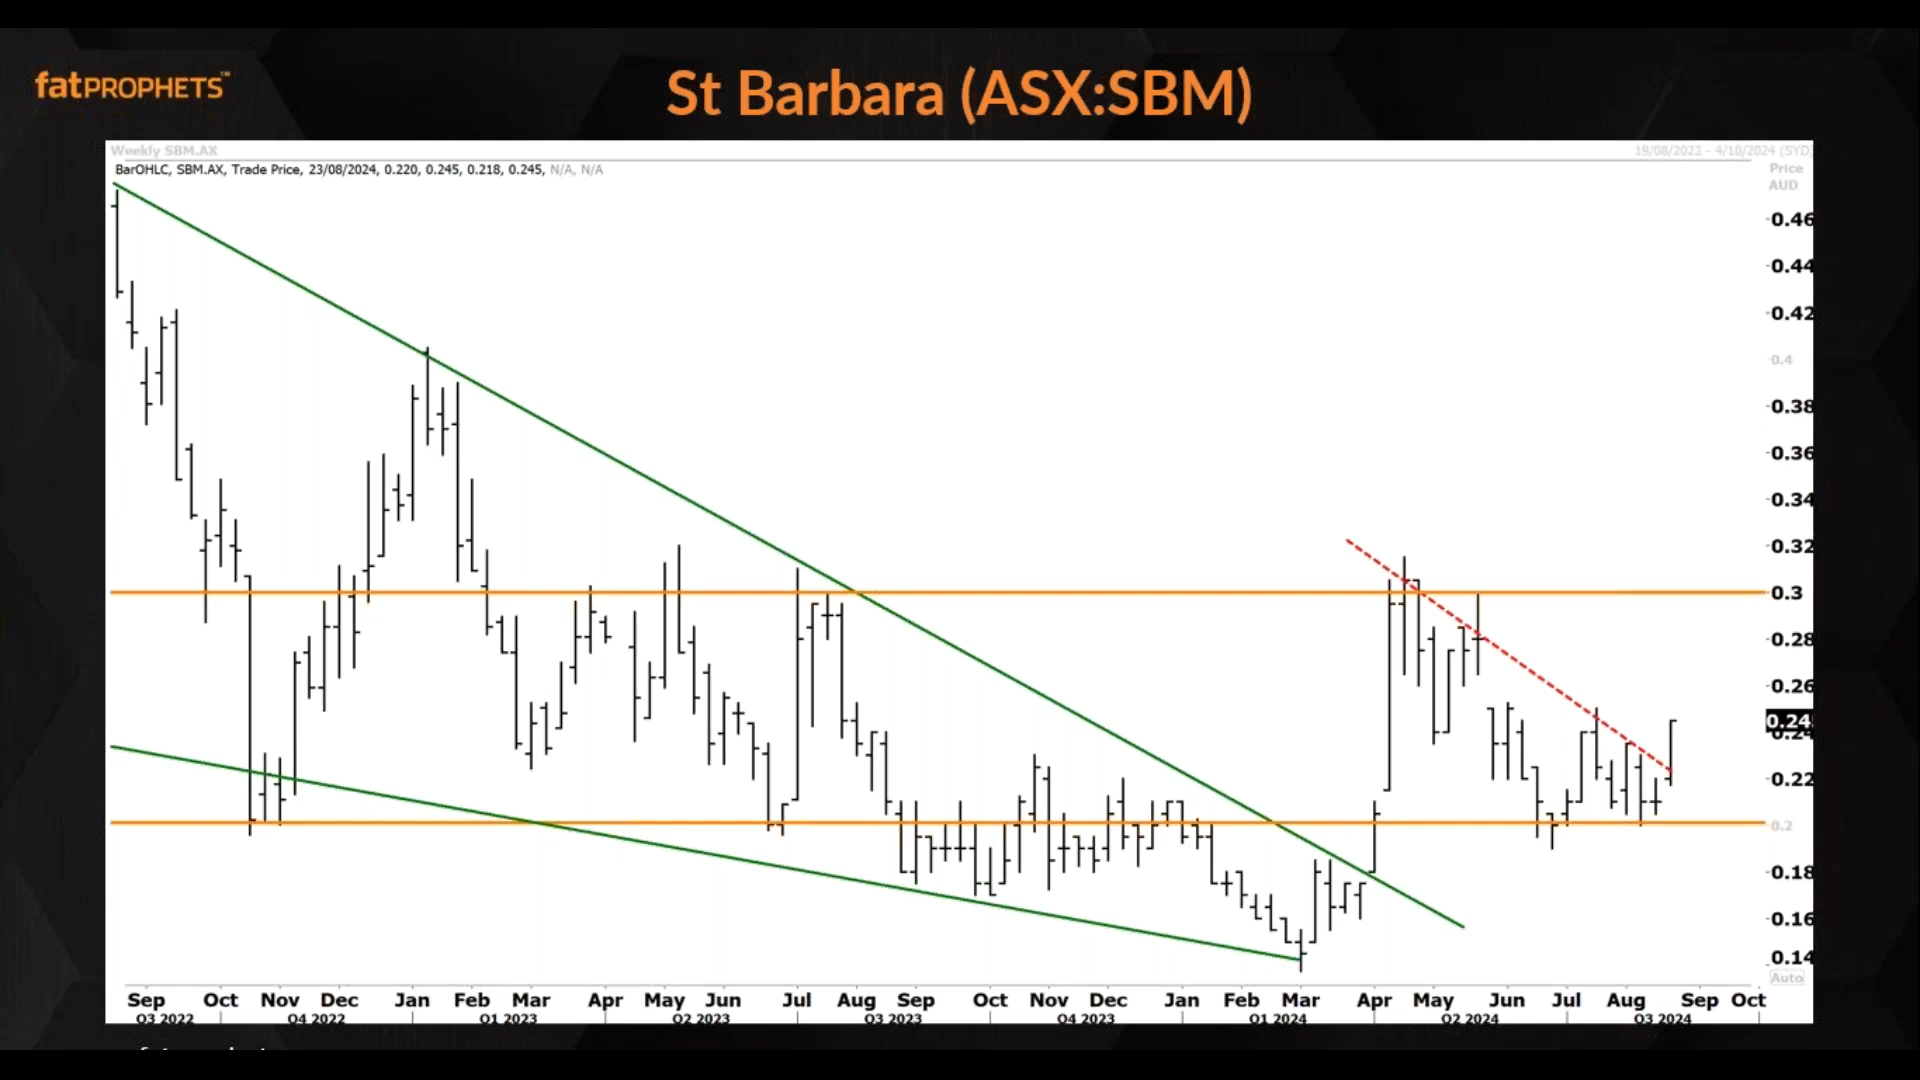 fatPROPHETS™
St Barbara (ASX:SBM)
Weekly SBM.AX
19/08/2022 - 4/10/2024 (SYD)
BarOHLC, SBM.AX, Trade Price, 23/08/2024, 0.220, 0.245, 0.218, 0.245, N/A, N/A
Price
AUD
0.46
0.44
0.42
0.4
0.38
0.36
0.34
0.32
0.3
0.28
0.26
0.24
0.24
0.22
0.2
0.18
0.16
0.14
Auto
Sep Oct Nov Dec Jan Feb Mar Apr May Jun Jul Aug Sep Oct Nov Dec Jan Feb Mar Apr May Jun Jul Aug Sep Oct
Q3 2022 Q4 2022 Q1 2023 Q2 2023 Q3 2023 Q4 2023 Q1 2024 Q2 2024 Q3 2024